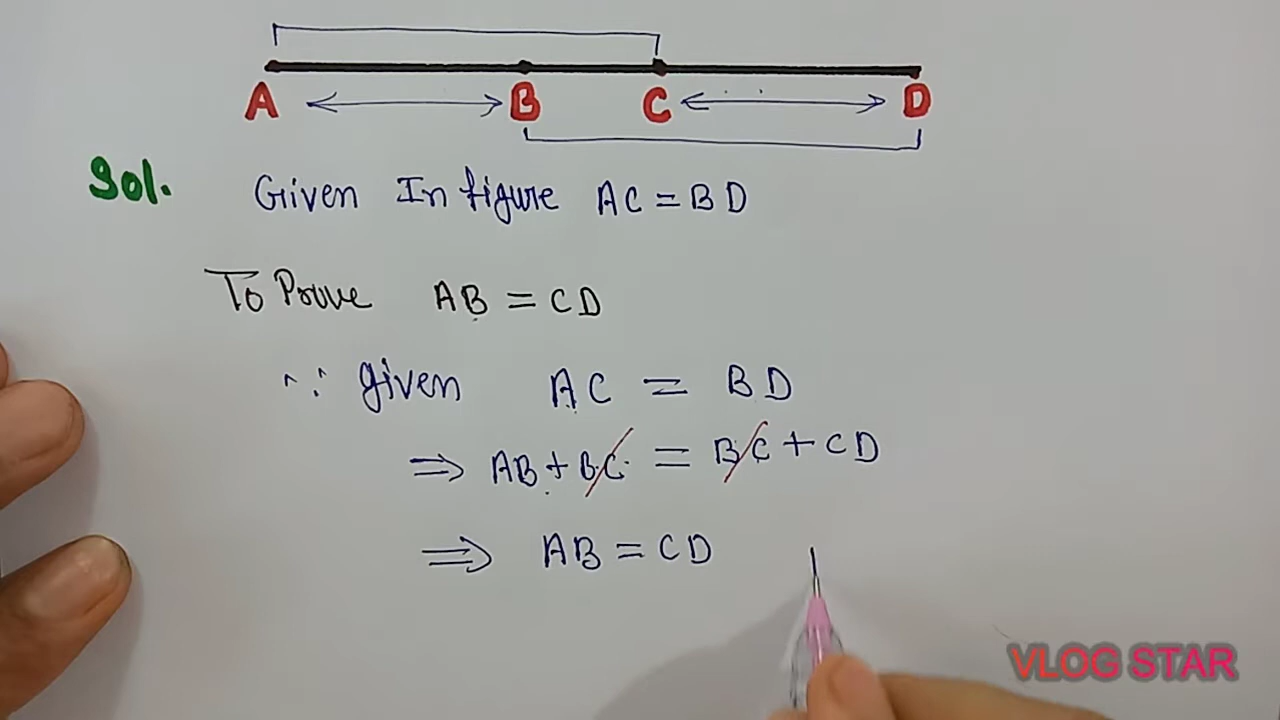 A B C D
Sol. Given In figure AC = BD
To Prove AB = CD
∵ given AC = BD
⇒ AB + BC = BC + CD
⇒ AB = CD
VLOG STAR